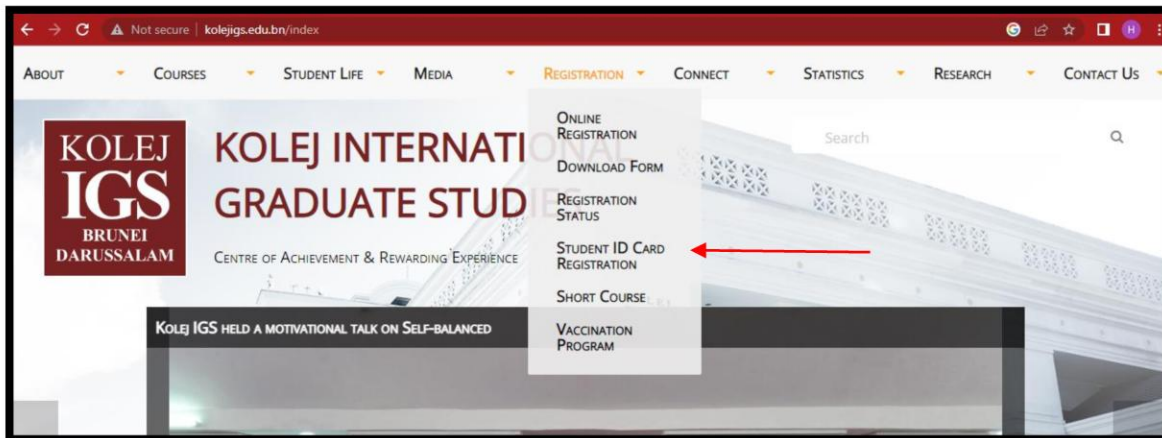 Not secure | kolejigs.edu.bn/index
H
About Courses Student Life Media Registration Connect Statistics Research Contact Us
Online
Registration
Download Form
Registration
Status
Student ID Card
Registration
Short Course
Vaccination
Program
Search
KOLEJ
IGS
BRUNEI
DARUSSALAM
KOLEJ INTERNATIONAL
GRADUATE STUDIES
Centre of Achievement & Rewarding Experience
Kolej IGS held a motivational talk on Self-balanced